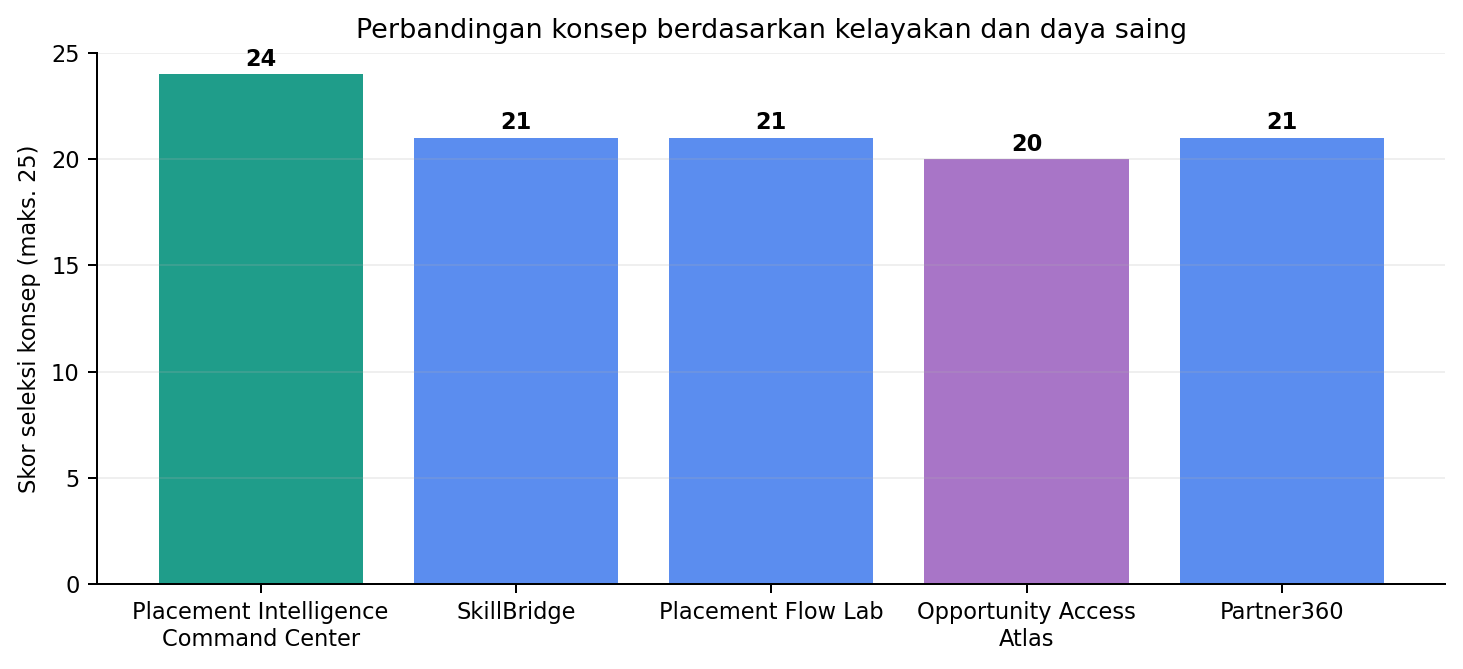 Perbandingan konsep berdasarkan kelayakan dan daya saing
Skor seleksi konsep (maks. 25)
25
20
15
10
5
0
24
21
21
20
21
Placement Intelligence
Command Center
SkillBridge
Placement Flow Lab
Opportunity Access
Atlas
Partner360